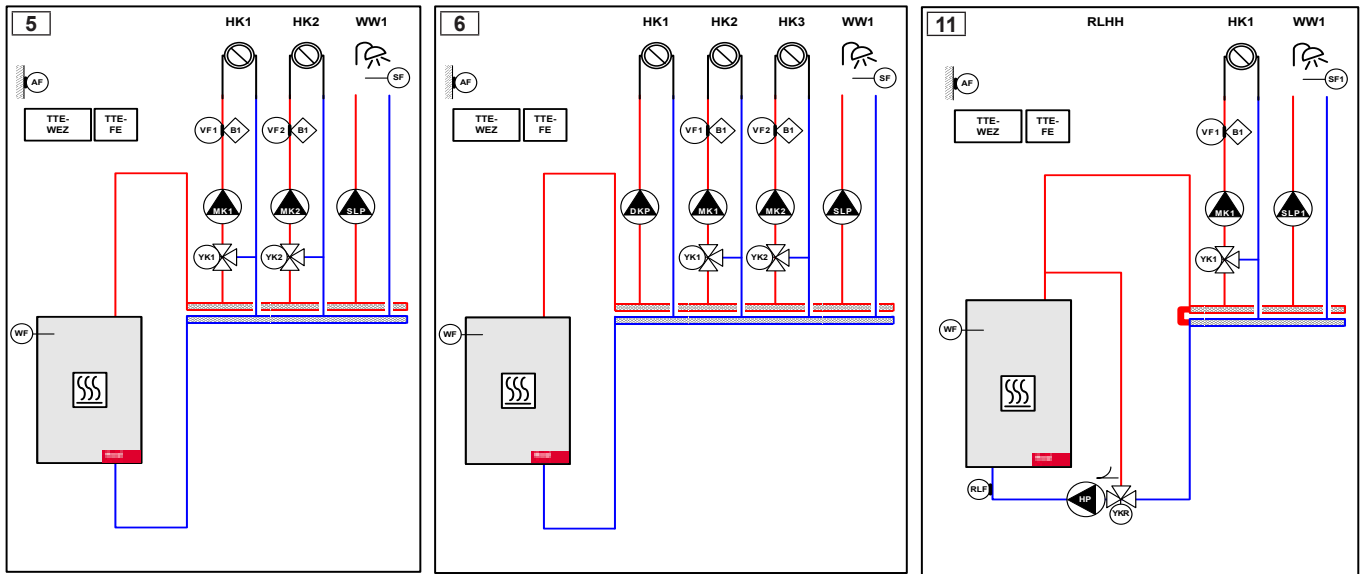 5
HK1 HK2 WW1
AF
SF
TTE-
WEZ
TTE-
FE
VF1 B1 VF2 B1
MK1 MK2 SLP
YK1 YK2
WF
6
HK1 HK2 HK3 WW1
AF
SF
TTE-
WEZ
TTE-
FE
VF1 B1 VF2 B1
DKP MK1 MK2 SLP
YK1 YK2
WF
11
RLHH HK1 WW1
AF
SF1
TTE-
WEZ
TTE-
FE
VF1 B1
MK1 SLP1
YK1
WF
RLF HP YKR